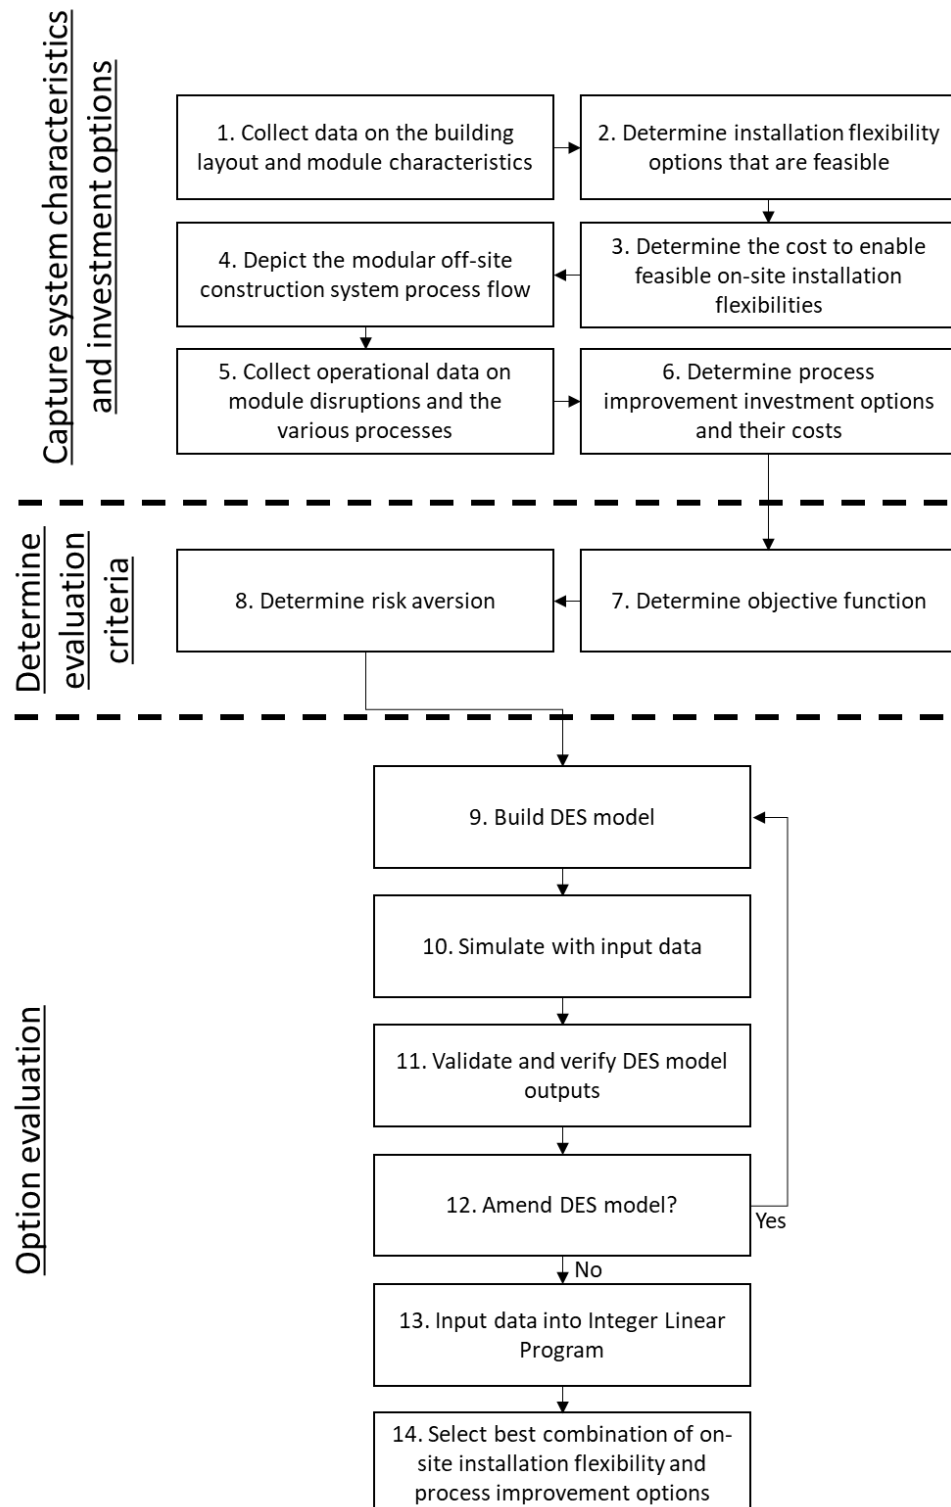 Capture system characteristics
and investment options
1. Collect data on the building
layout and module characteristics
2. Determine installation flexibility
options that are feasible
3. Determine the cost to enable
feasible on-site installation
flexibilities
4. Depict the modular off-site
construction system process flow
5. Collect operational data on
module disruptions and the
various processes
6. Determine process
improvement investment options
and their costs
Determine
evaluation
criteria
7. Determine objective function
8. Determine risk aversion
Option evaluation
9. Build DES model
10. Simulate with input data
11. Validate and verify DES model
outputs
12. Amend DES model?
Yes
No
13. Input data into Integer Linear
Program
14. Select best combination of on-
site installation flexibility and
process improvement options